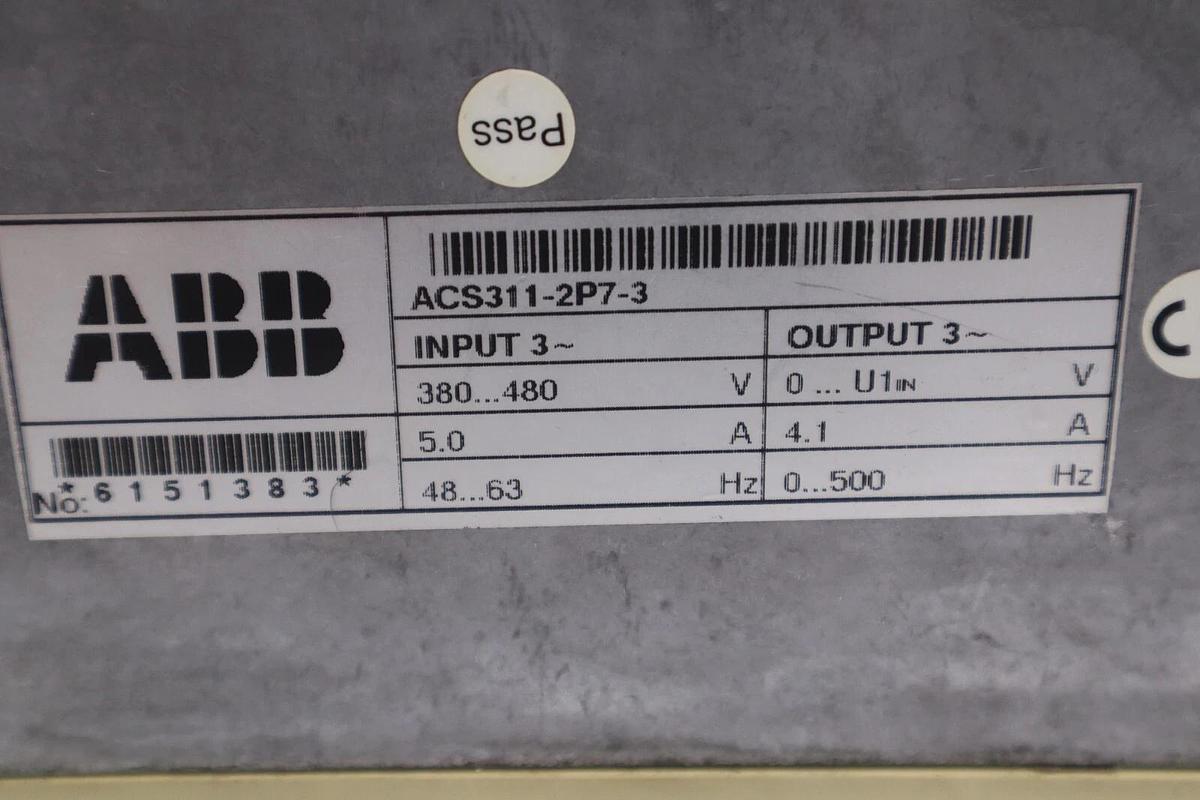 Pass
ABB
ACS311-2P7-3
INPUT 3~
OUTPUT 3~
380...480 V
0 ... U1IN V
5.0 A
4.1 A
48...63 Hz
0...500 Hz
No: *6151383*
C